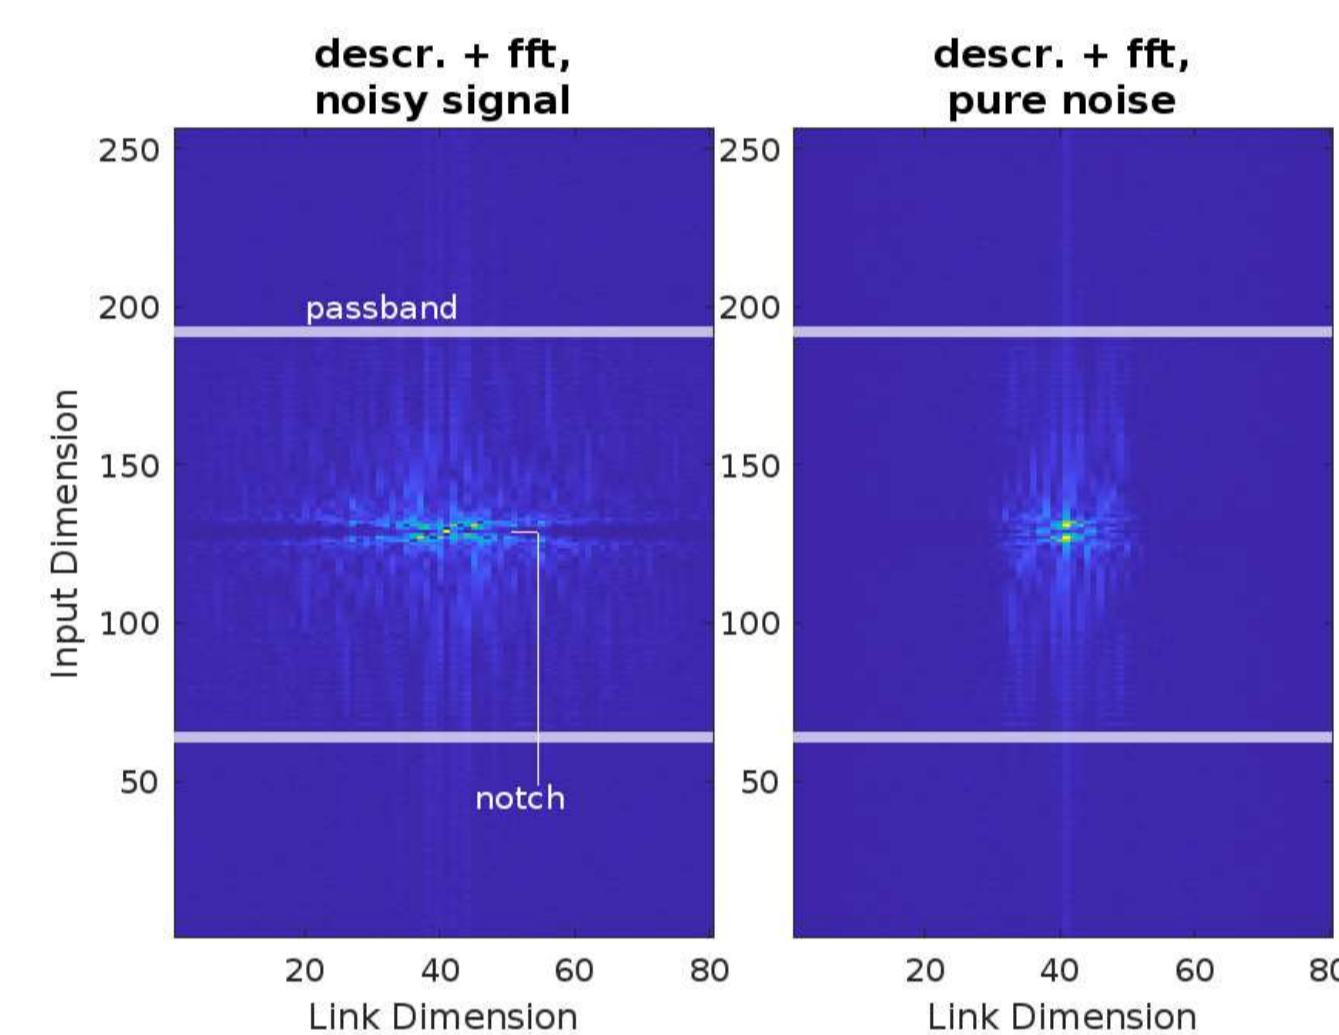 descr. + fft,
noisy signal
250
200
150
100
50
passband
notch
Input Dimension
20 40 60 80
Link Dimension
descr. + fft,
pure noise
250
200
150
100
50
20 40 60 80
Link Dimension